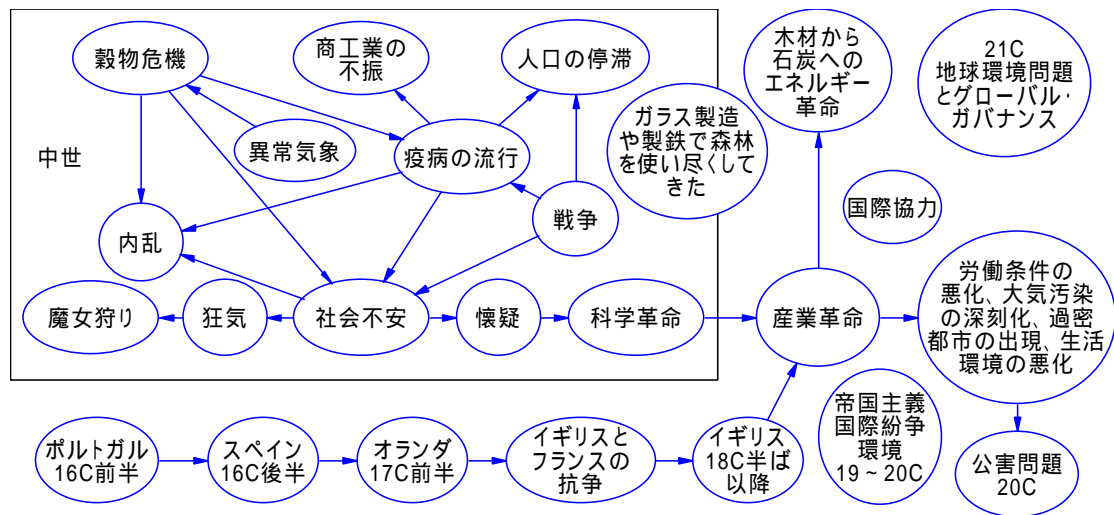 穀物危機
商工業の
不振
人口の停滞
木材から
石炭への
エネルギー
革命
21C
地球環境問題
とグローバル・
ガバナンス
中世
異常気象
疫病の流行
ガラス製造
や製鉄で森林
を使い尽くして
きた
内乱
戦争
国際協力
魔女狩り
狂気
社会不安
懐疑
科学革命
産業革命
労働条件の
悪化、大気汚染
の深刻化、過密
都市の出現、生活
環境の悪化
ポルトガル
16C前半
スペイン
16C後半
オランダ
17C前半
イギリスと
フランスの
抗争
イギリス
18C半ば
以降
帝国主義
国際紛争
環境
19～20C
公害問題
20C